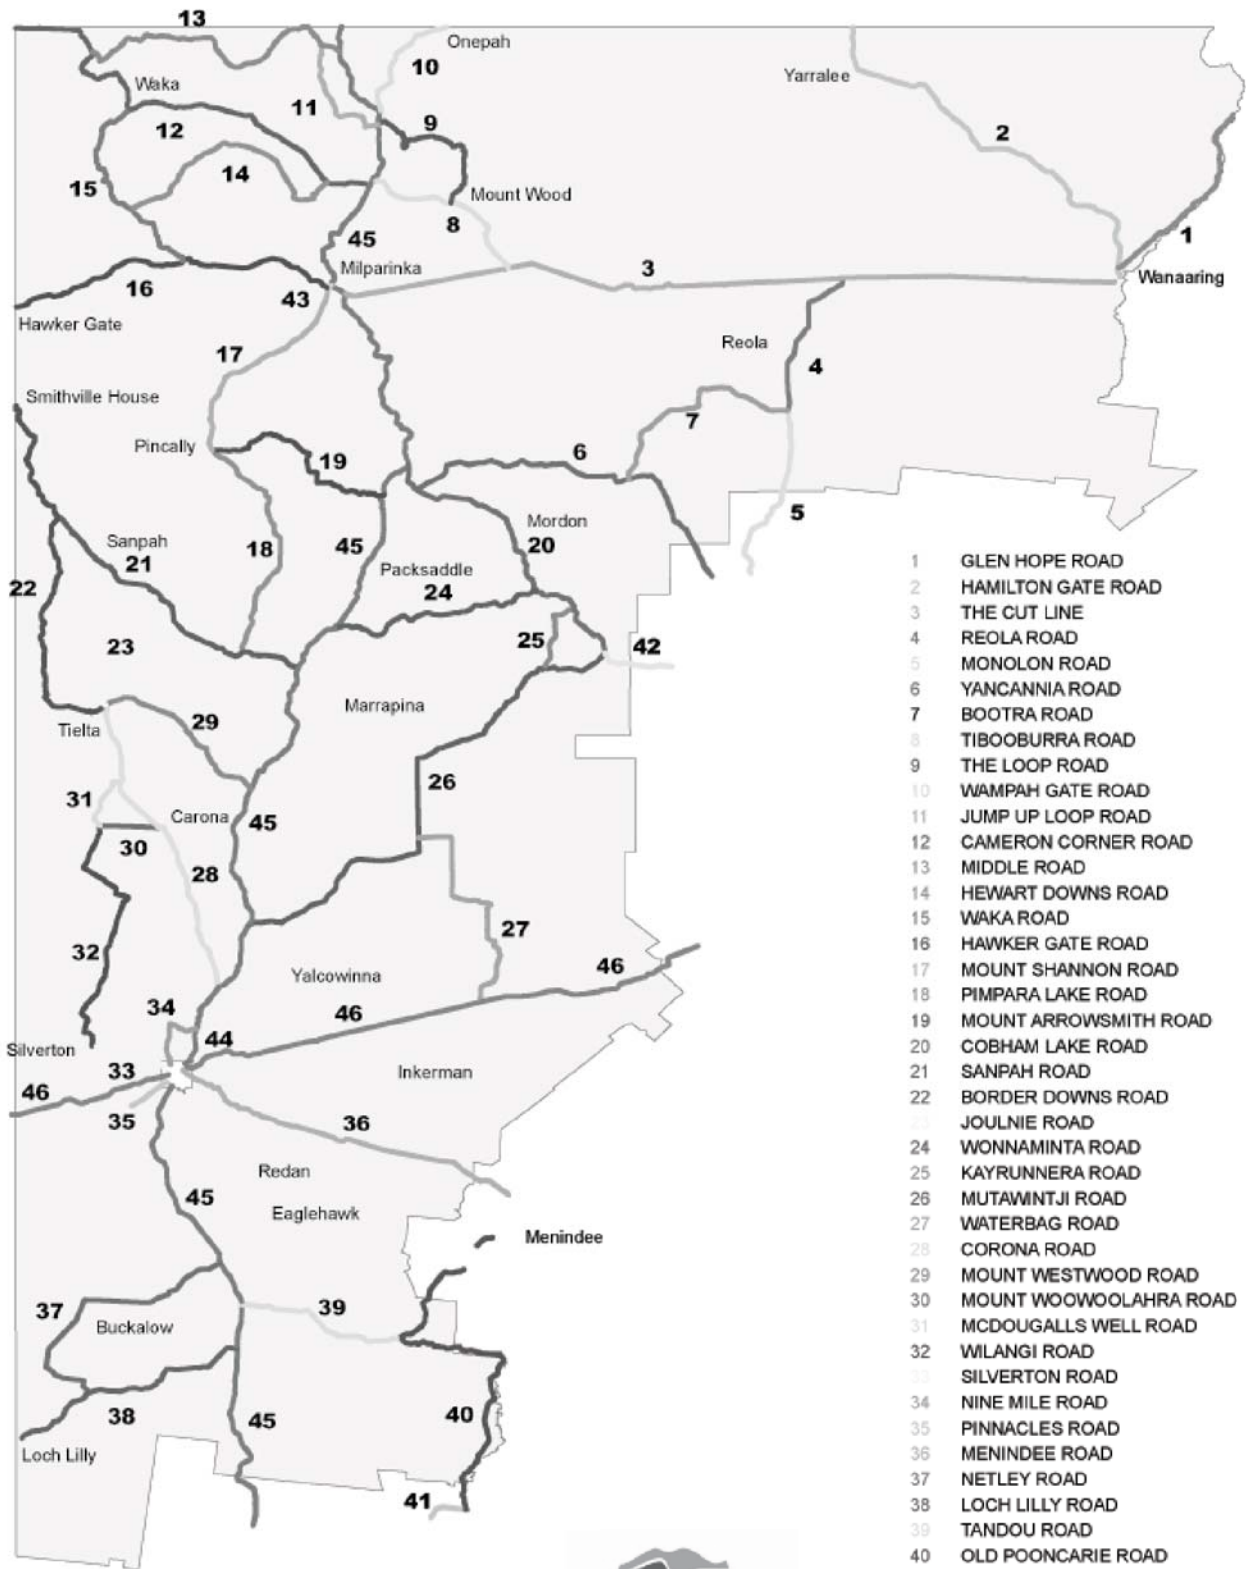 13
Onepah
10
Yarralee
Waka
11
2
12
9
14
15
Mount Wood
8
1
45
Milparinka
3
Wanaaring
16
43
Hawker Gate
17
Reola
4
Smithville House
7
Pincally
6
19
5
Mordon
Sanpah
18
45
20
21
Packsaddle
22
24
23
25
42
Marrapina
29
Tielta
26
31
Carona
45
30
28
27
32
46
Yalcowinna
34
46
44
Silverton
33
Inkerman
46
35
36
Redan
45
Eaglehawk
Menindee
37
39
Buckalow
38
45
40
Loch Lilly
41
1 GLEN HOPE ROAD
2 HAMILTON GATE ROAD
3 THE CUT LINE
4 REOLA ROAD
5 MONOLON ROAD
6 YANCANNIA ROAD
7 BOOTRA ROAD
8 TIBOOBURRA ROAD
9 THE LOOP ROAD
10 WAMPAH GATE ROAD
11 JUMP UP LOOP ROAD
12 CAMERON CORNER ROAD
13 MIDDLE ROAD
14 HEWART DOWNS ROAD
15 WAKA ROAD
16 HAWKER GATE ROAD
17 MOUNT SHANNON ROAD
18 PIMPARA LAKE ROAD
19 MOUNT ARROWSMITH ROAD
20 COBHAM LAKE ROAD
21 SANPAH ROAD
22 BORDER DOWNS ROAD
23 JOULNIE ROAD
24 WONNAMINTA ROAD
25 KAYRUNNERA ROAD
26 MUTAWINTJI ROAD
27 WATERBAG ROAD
28 CORONA ROAD
29 MOUNT WESTWOOD ROAD
30 MOUNT WOOWOOLAHRA ROAD
31 MCDOUGALLS WELL ROAD
32 WILANGI ROAD
33 SILVERTON ROAD
34 NINE MILE ROAD
35 PINNACLES ROAD
36 MENINDEE ROAD
37 NETLEY ROAD
38 LOCH LILLY ROAD
39 TANDOU ROAD
40 OLD POONCARIE ROAD